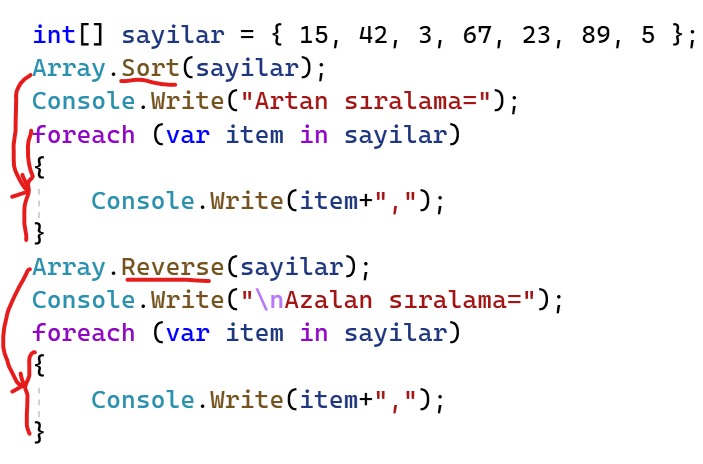 int[] sayilar = { 15, 42, 3, 67, 23, 89, 5 };
Array.Sort(sayilar);
Console.Write("Artan sıralama=");
foreach (var item in sayilar)
{
    Console.Write(item+",");
}
Array.Reverse(sayilar);
Console.Write("\nAzalan sıralama=");
foreach (var item in sayilar)
{
    Console.Write(item+",");
}